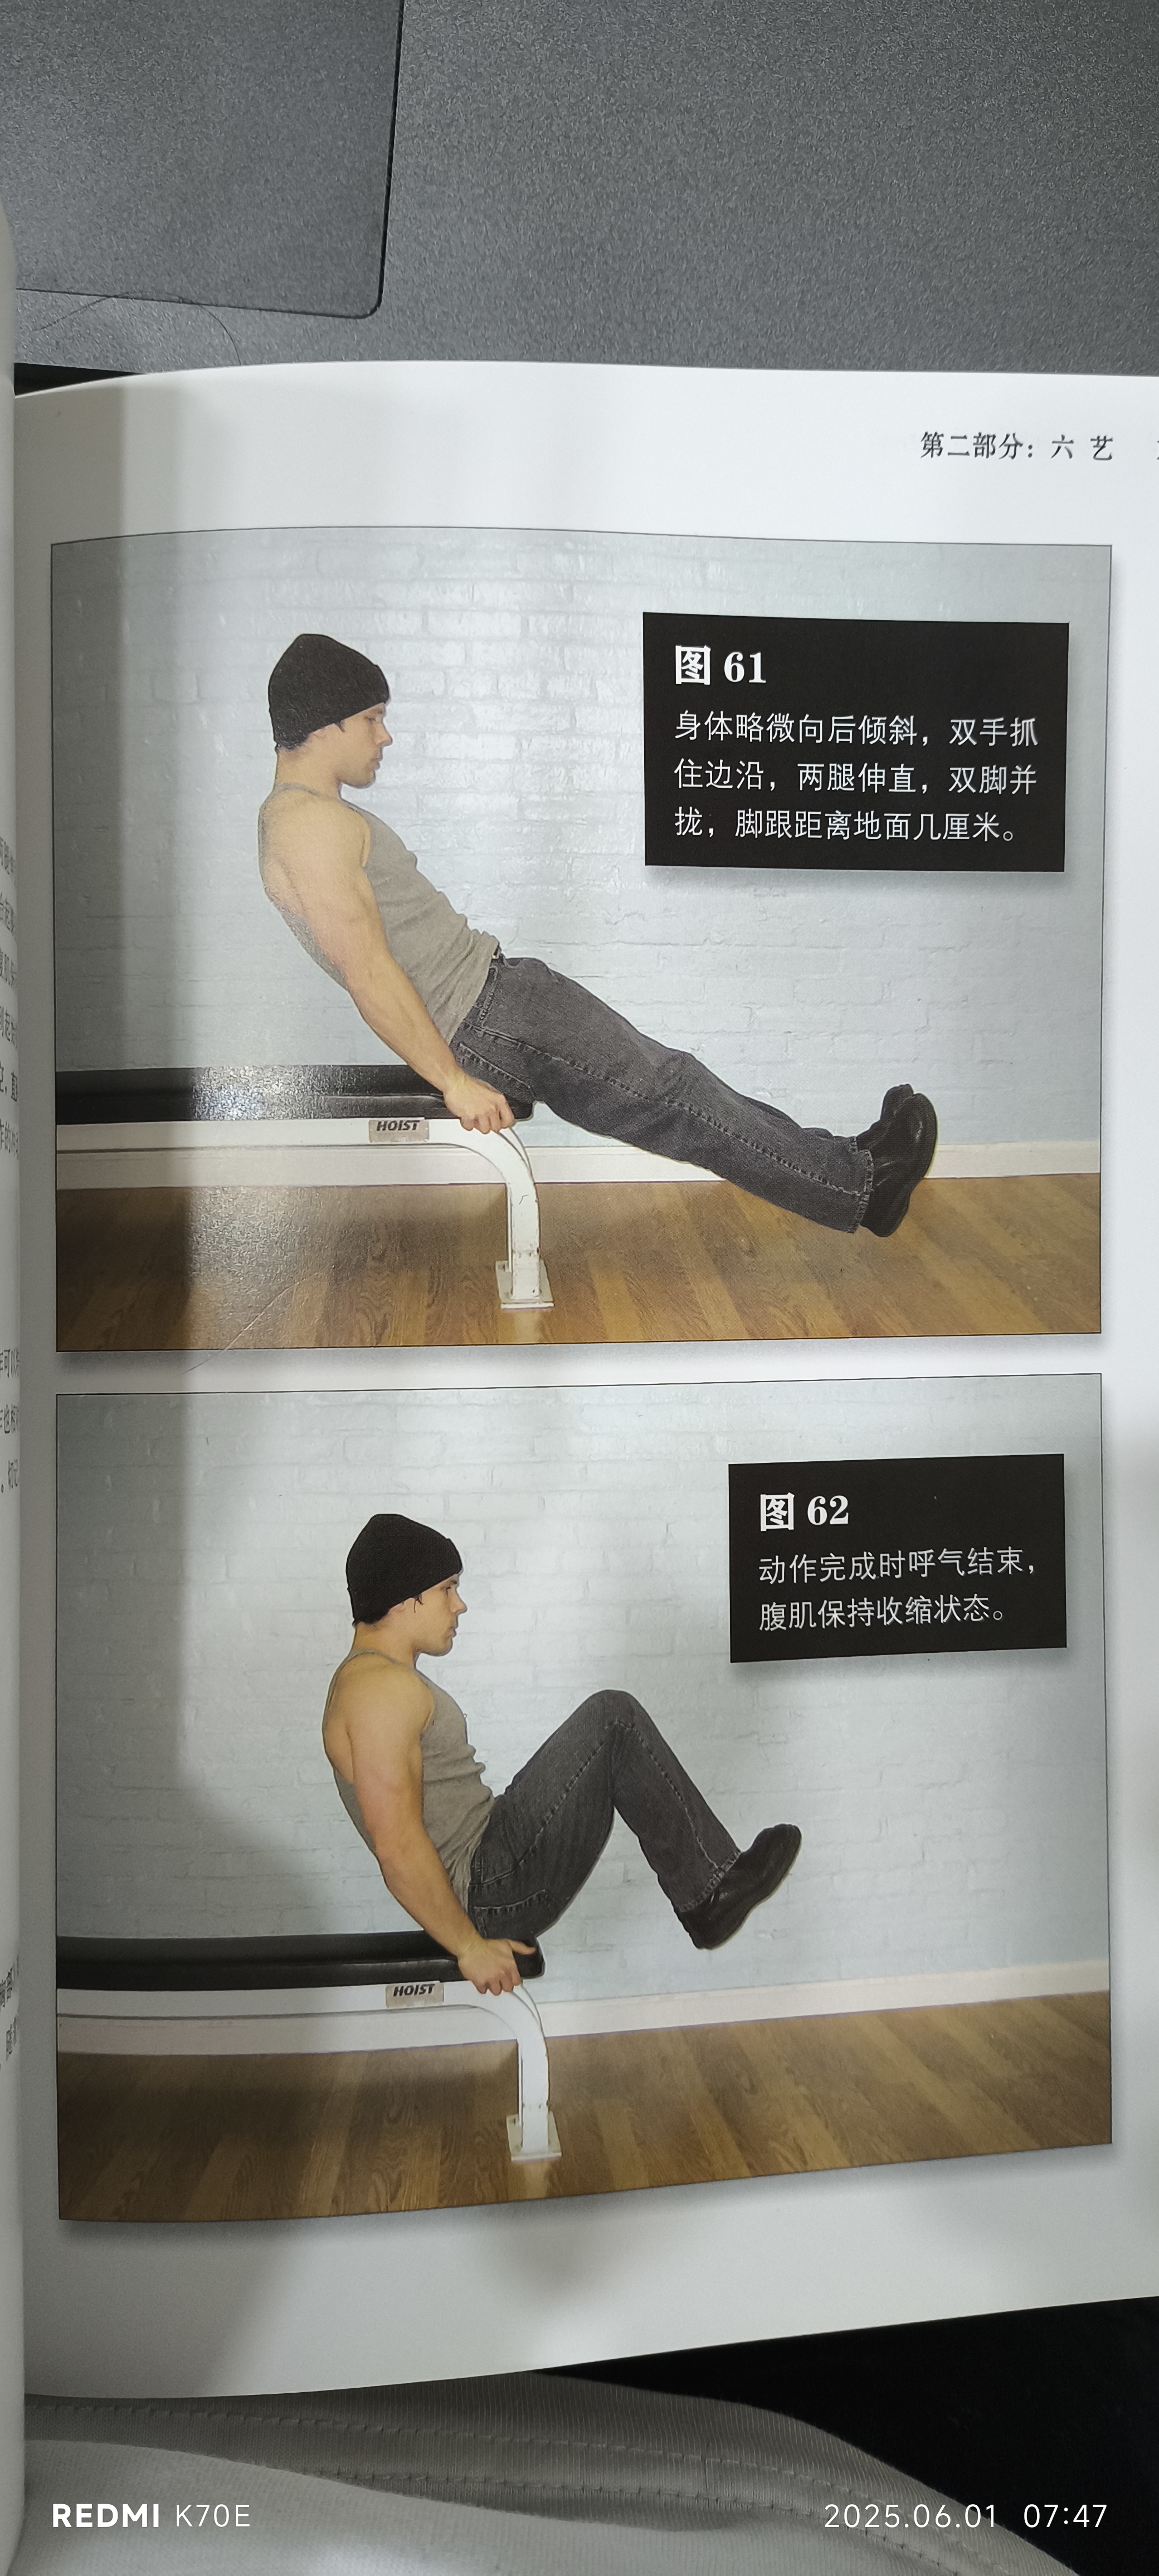 第二部分：六 艺
图 61
身体略微向后倾斜，双手抓
住边沿，两腿伸直，双脚并
拢，脚跟距离地面几厘米。
HOIST
图 62
动作完成时呼气结束，
腹肌保持收缩状态。
HOIST
REDMI K70E
2025.06.01 07:47